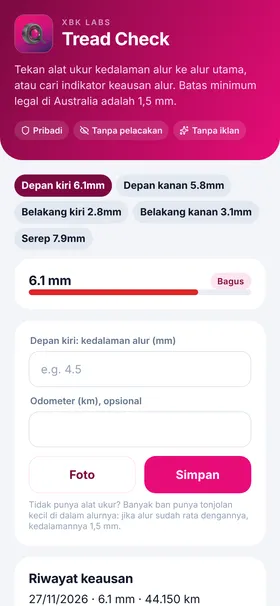 XBK LABS
Tread Check
Tekan alat ukur kedalaman alur ke alur utama,
atau cari indikator keausan alur. Batas minimum
legal di Australia adalah 1,5 mm.
Pribadi
Tanpa pelacakan
Tanpa iklan
Depan kiri 6.1mm
Depan kanan 5.8mm
Belakang kiri 2.8mm
Belakang kanan 3.1mm
Serep 7.9mm
6.1 mm
Bagus
Depan kiri: kedalaman alur (mm)
e.g. 4.5
Odometer (km), opsional
Foto
Simpan
Tidak punya alat ukur? Banyak ban punya tonjolan
kecil di dalam alurnya: jika alur sudah rata dengannya,
kedalamannya 1,5 mm.
Riwayat keausan
27/11/2026 · 6.1 mm · 44.150 km